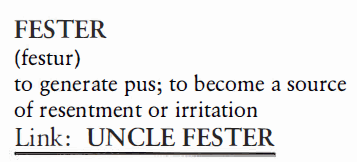 FESTER
(festur)
to generate pus; to become a source
of resentment or irritation
Link: UNCLE FESTER